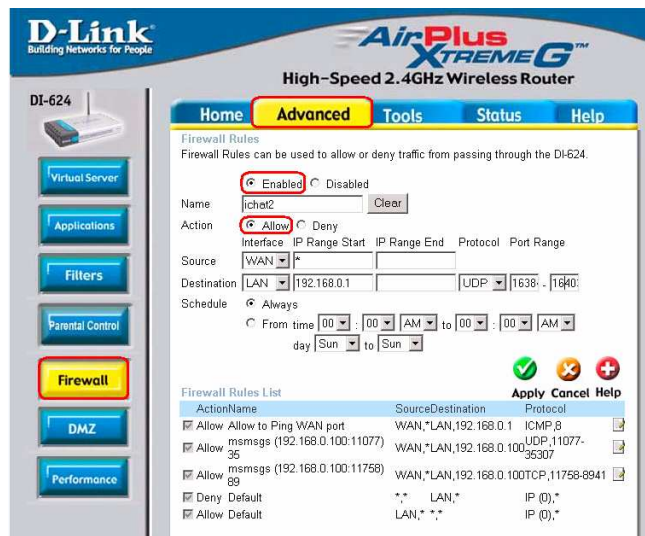 D-Link
Building Networks for People
AirPlus
XTREME G™
High-Speed 2.4GHz Wireless Router
DI-624
Home Advanced Tools Status Help
Firewall Rules
Firewall Rules can be used to allow or deny traffic from passing through the DI-624.
Virtual Server
Applications
Filters
Parental Control
Firewall
DMZ
Performance
Enabled Disabled
Name ichat2 Clear
Action Allow Deny
Interface IP Range Start IP Range End Protocol Port Range
Source WAN *
Destination LAN 192.168.0.1 UDP 1638 - 1640
Schedule Always
From time 00 : 00 AM to 00 : 00 AM
day Sun to Sun
Apply Cancel Help
Firewall Rules List
Action Name Source Destination Protocol
Allow Allow to Ping WAN port WAN,* LAN,192.168.0.1 ICMP,8
Allow msmsgs (192.168.0.100:11077) 35 WAN,* LAN,192.168.0.100 UDP,11077-35307
Allow msmsgs (192.168.0.100:11758) 89 WAN,* LAN,192.168.0.100 TCP,11758-8941
Deny Default *,* LAN,* IP (0),*
Allow Default LAN,* *,* IP (0),*